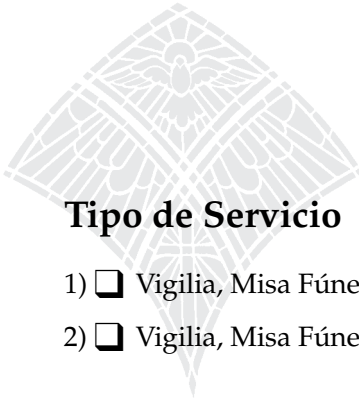 Tipo de Servicio
1) ❑ Vigilia, Misa Fúne
2) ❑ Vigilia, Misa Fúne